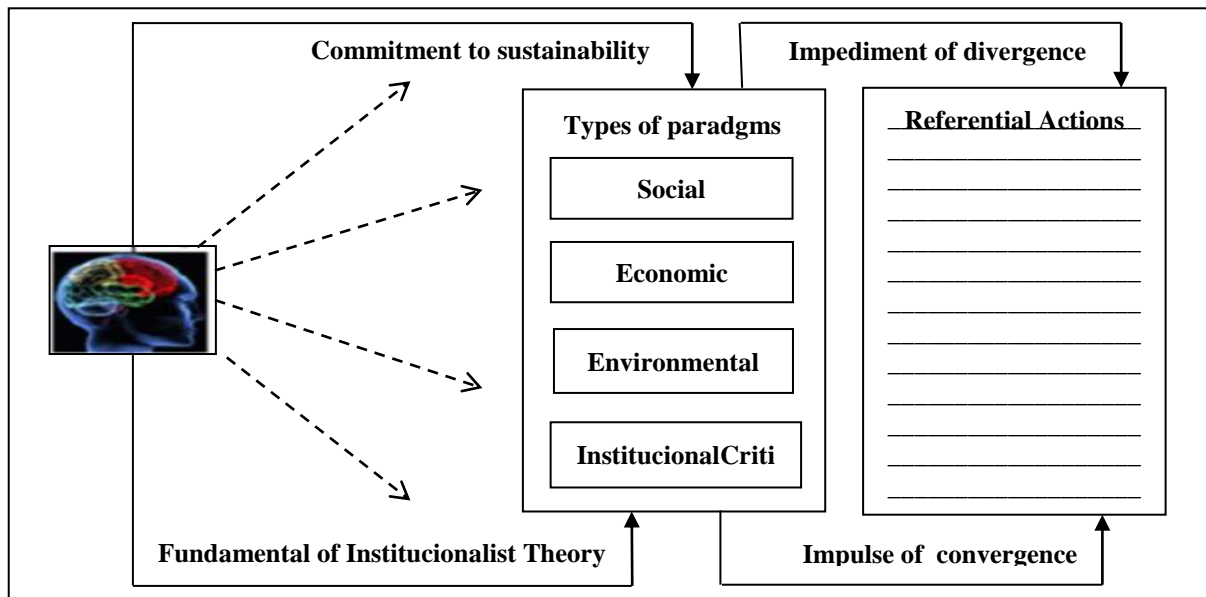 Commitment to sustainability
Impediment of divergence
Types of paradgms
Social
Economic
Environmental
InstitucionalCriti
Referential Actions
Fundamental of Institucionalist Theory
Impulse of convergence